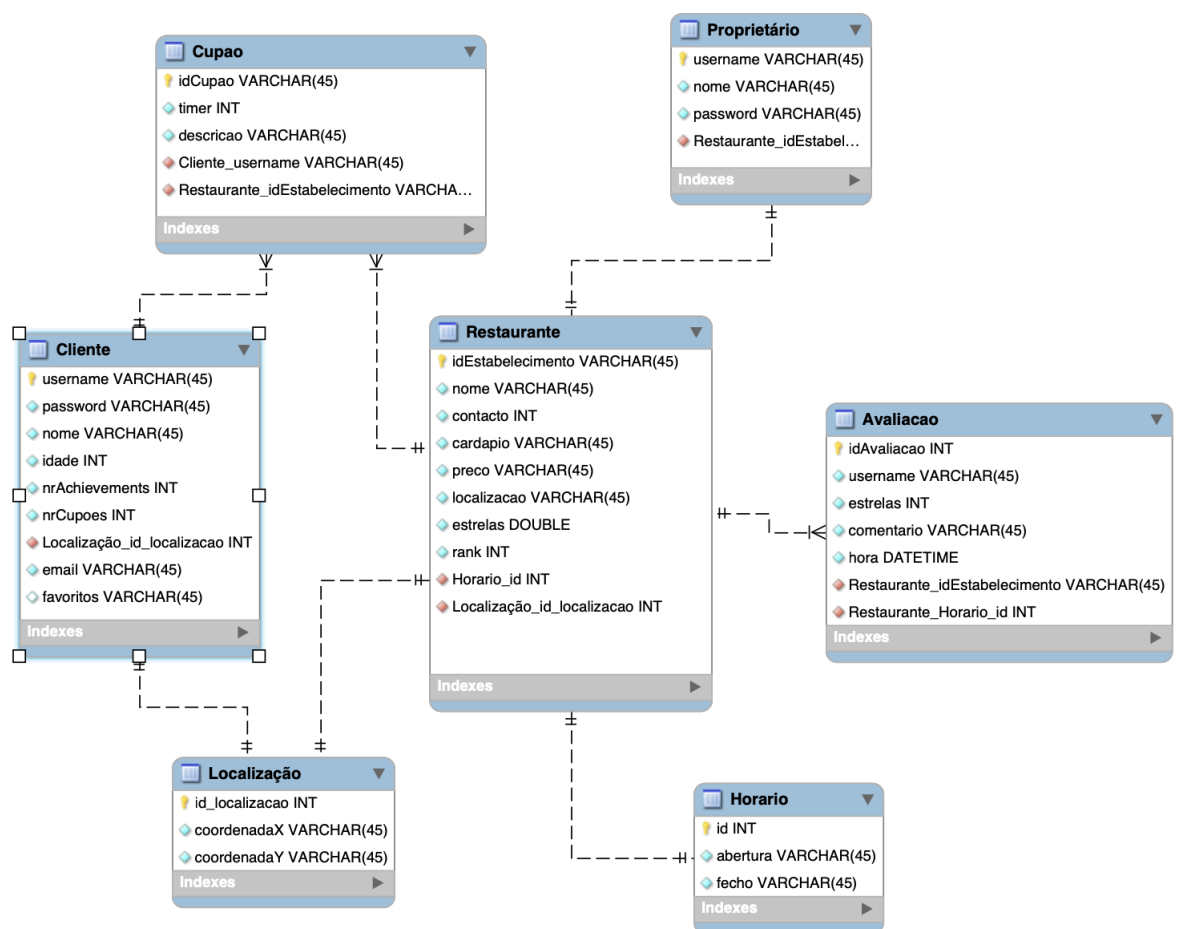 Cupao
idCupao VARCHAR(45)
timer INT
descricao VARCHAR(45)
Cliente_username VARCHAR(45)
Restaurante_idEstabelecimento VARCHA...
Indexes
Proprietário
username VARCHAR(45)
nome VARCHAR(45)
password VARCHAR(45)
Restaurante_idEstabel...
Indexes
Cliente
username VARCHAR(45)
password VARCHAR(45)
nome VARCHAR(45)
idade INT
nrAchievements INT
nrCupoes INT
Localização_id_localizacao INT
email VARCHAR(45)
favoritos VARCHAR(45)
Indexes
Restaurante
idEstabelecimento VARCHAR(45)
nome VARCHAR(45)
contacto INT
cardapio VARCHAR(45)
preco VARCHAR(45)
localizacao VARCHAR(45)
estrelas DOUBLE
rank INT
Horario_id INT
Localização_id_localizacao INT
Indexes
Avaliacao
idAvaliacao INT
username VARCHAR(45)
estrelas INT
comentario VARCHAR(45)
hora DATETIME
Restaurante_idEstabelecimento VARCHAR(45)
Restaurante_Horario_id INT
Indexes
Localização
id_localizacao INT
coordenadaX VARCHAR(45)
coordenadaY VARCHAR(45)
Indexes
Horario
id INT
abertura VARCHAR(45)
fecho VARCHAR(45)
Indexes